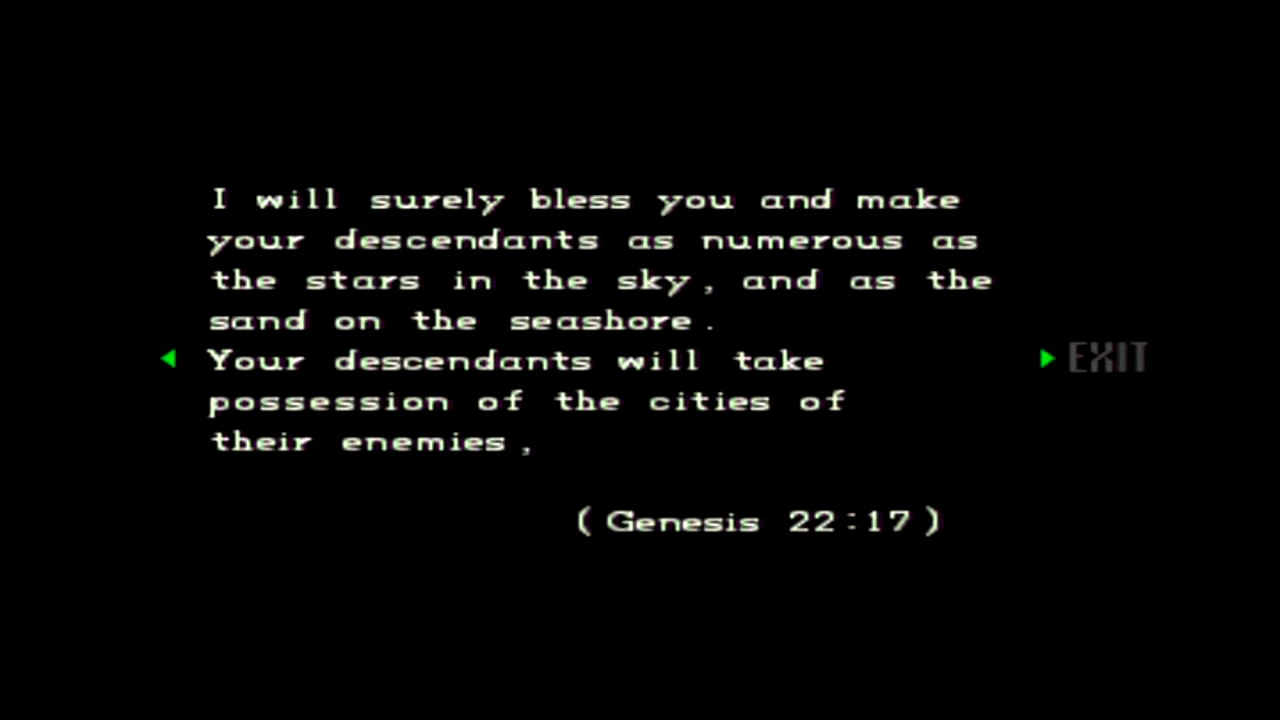 I will surely bless you and make
your descendants as numerous as
the stars in the sky, and as the
sand on the seashore.
Your descendants will take
possession of the cities of
their enemies,
EXIT
(Genesis 22:17)